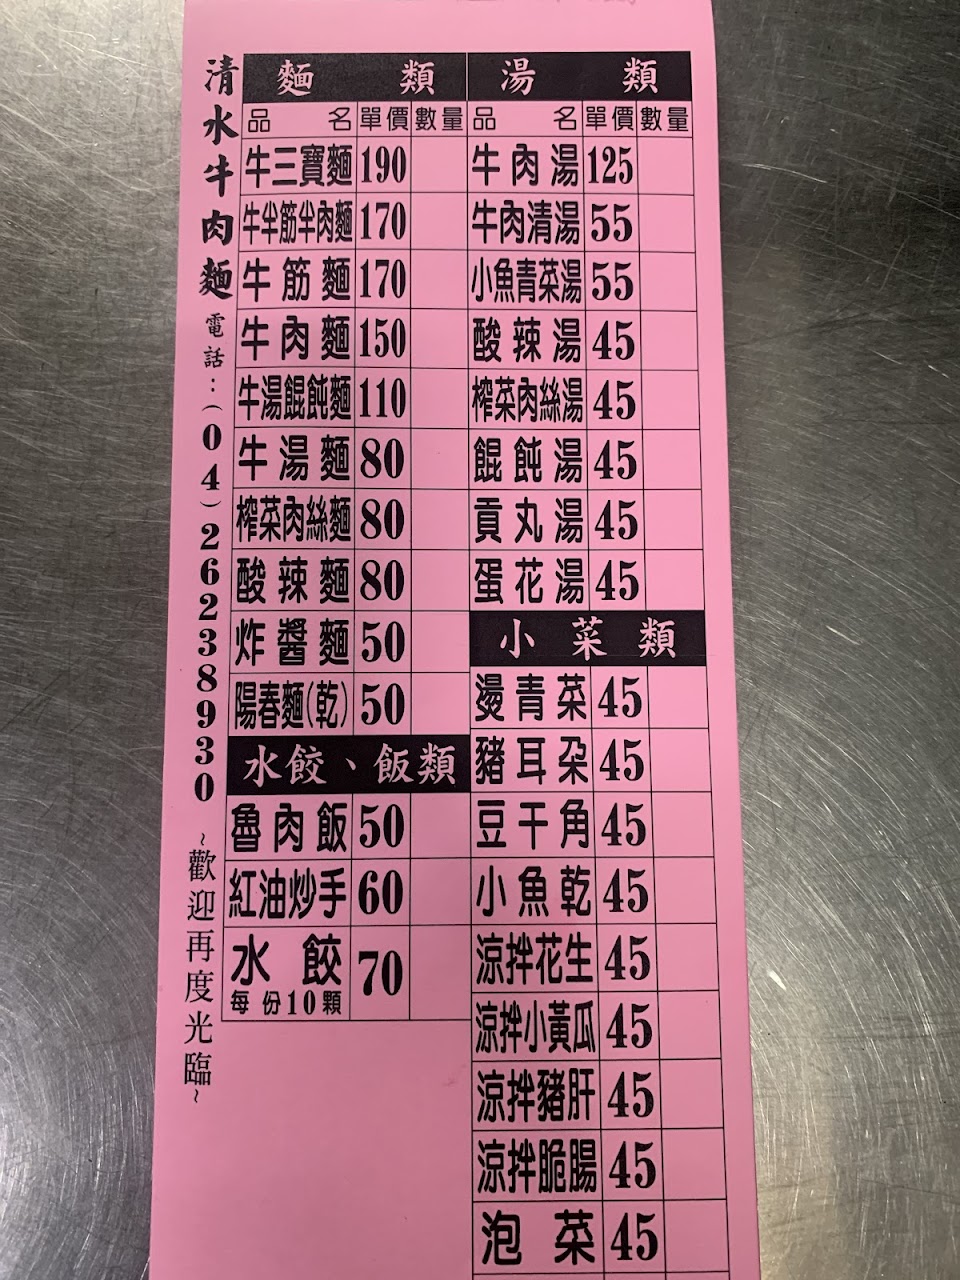 清水牛肉麵 電話：(04)26238930 ~歡迎再度光臨~
麵類
品名 單價 數量
牛三寶麵 190
牛半筋半肉麵 170
牛筋麵 170
牛肉麵 150
牛湯餛飩麵 110
牛湯麵 80
榨菜肉絲麵 80
酸辣麵 80
炸醬麵 50
陽春麵(乾) 50
水餃、飯類
魯肉飯 50
紅油炒手 60
水餃 70
每份10顆
湯類
品名 單價 數量
牛肉湯 125
牛肉清湯 55
小魚青菜湯 55
酸辣湯 45
榨菜肉絲湯 45
餛飩湯 45
貢丸湯 45
蛋花湯 45
小菜類
燙青菜 45
豬耳朵 45
豆干角 45
小魚乾 45
涼拌花生 45
涼拌小黃瓜 45
涼拌豬肝 45
涼拌脆腸 45
泡菜 45